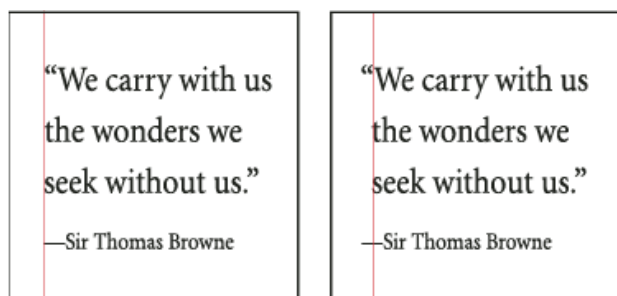 “We carry with us
the wonders we
seek without us.”
—Sir Thomas Browne
“We carry with us
the wonders we
seek without us.”
—Sir Thomas Browne